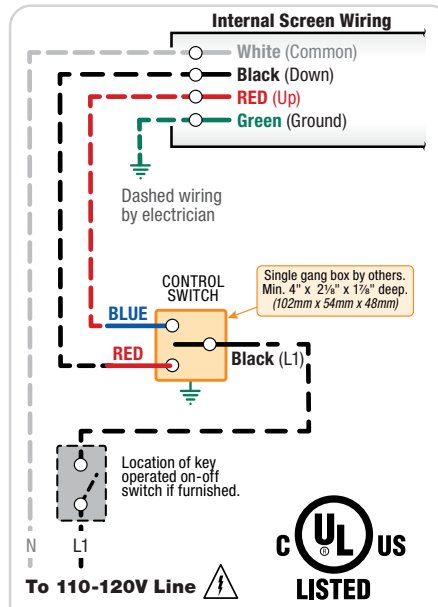 Internal Screen Wiring
White (Common)
Black (Down)
RED (Up)
Green (Ground)
Dashed wiring
by electrician
Single gang box by others.
Min. 4" x 2⅛" x 1⅞" deep.
(102mm x 54mm x 48mm)
CONTROL
SWITCH
BLUE
RED
Black (L1)
Location of key
operated on-off
switch if furnished.
N L1
To 110-120V Line
C UL US
®
LISTED